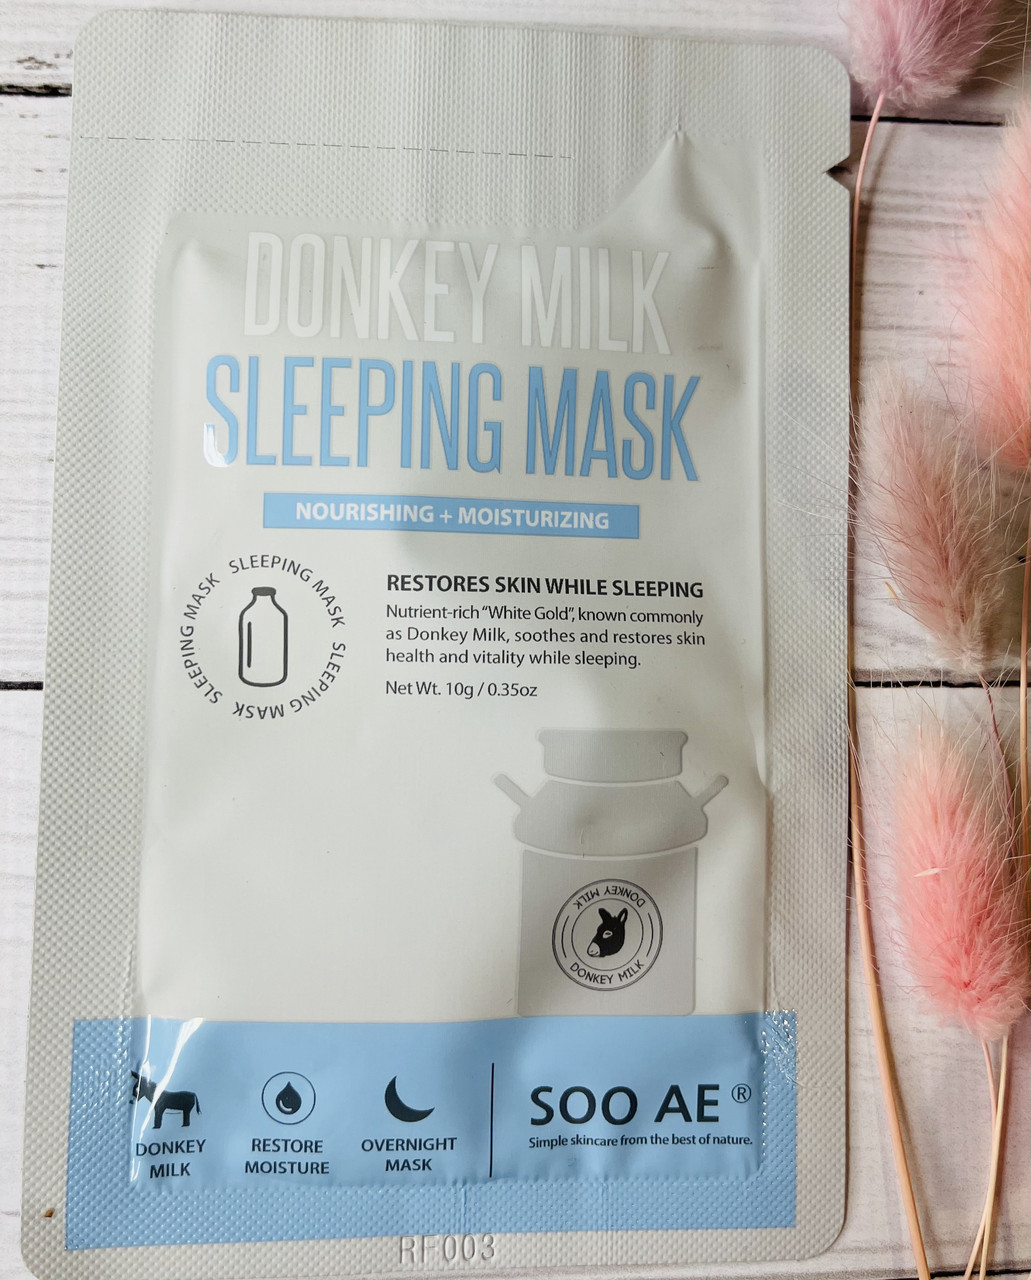 DONKEY MILK
SLEEPING MASK
NOURISHING + MOISTURIZING
SLEEPING MASK SLEEPING MASK SLEEPING MASK SLEEPING MASK
RESTORES SKIN WHILE SLEEPING
Nutrient-rich “White Gold”, known commonly
as Donkey Milk, soothes and restores skin
health and vitality while sleeping.
Net Wt. 10g / 0.35oz
DONKEY MILK
DONKEY MILK
DONKEY
MILK
RESTORE
MOISTURE
OVERNIGHT
MASK
SOO AE ®
Simple skincare from the best of nature.
RF003